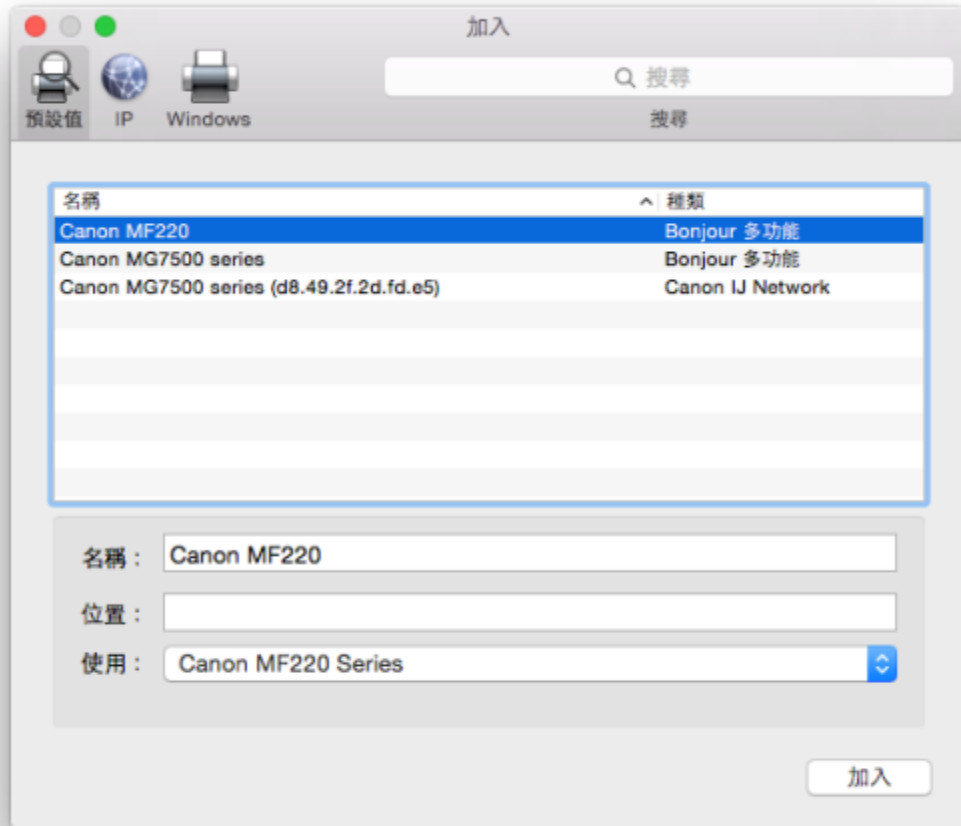 加入
預設值 IP Windows
搜尋
搜尋
名稱 種類
Canon MF220 Bonjour 多功能
Canon MG7500 series Bonjour 多功能
Canon MG7500 series (d8.49.2f.2d.fd.e5) Canon IJ Network
名稱： Canon MF220
位置：
使用： Canon MF220 Series
加入